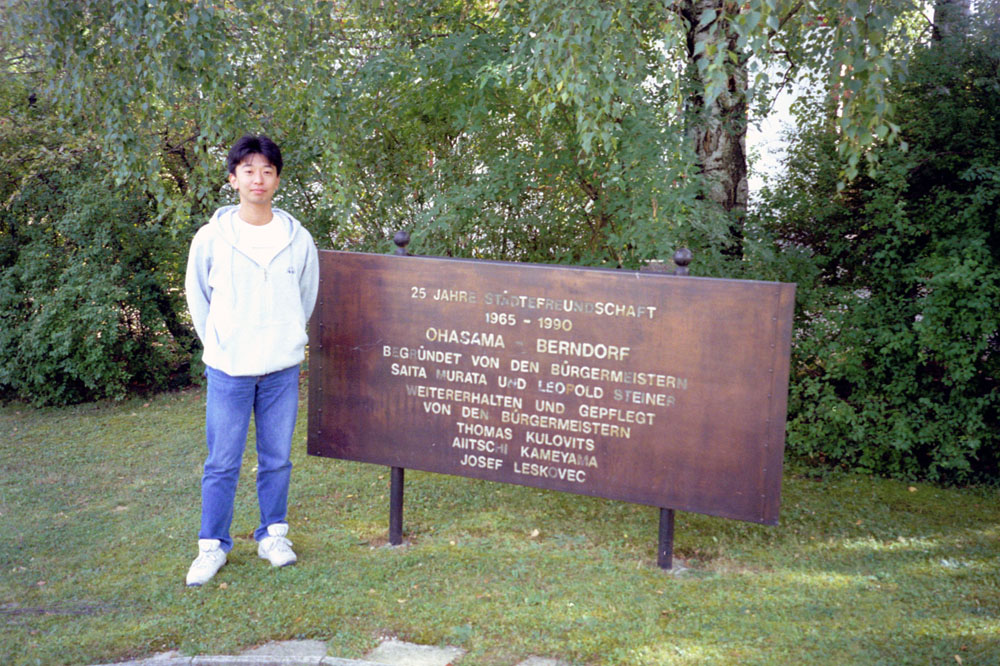 25 JAHRE STÄDTEFREUNDSCHAFT
1965 - 1990
OHASAMA - BERNDORF
BEGRÜNDET VON DEN BÜRGERMEISTERN
SAITA MURATA UND LEOPOLD STEINER
WEITERERHALTEN UND GEPFLEGT
VON DEN BÜRGERMEISTERN
THOMAS KULOVITS
AIITSCHI KAMEYAMA
JOSEF LESKOVEC